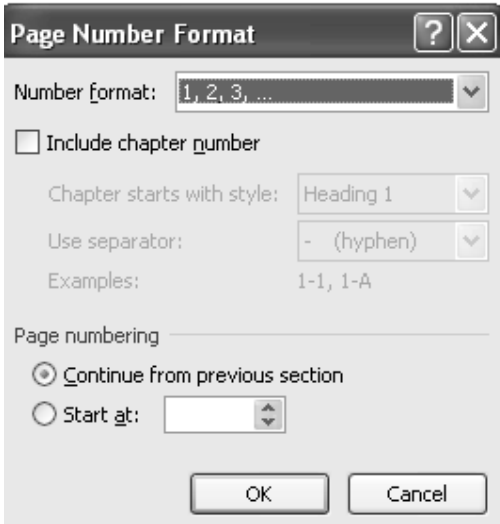 Page Number Format
Number format: 1, 2, 3, ...
Include chapter number
Chapter starts with style: Heading 1
Use separator: - (hyphen)
Examples: 1-1, 1-A
Page numbering
Continue from previous section
Start at:
OK Cancel